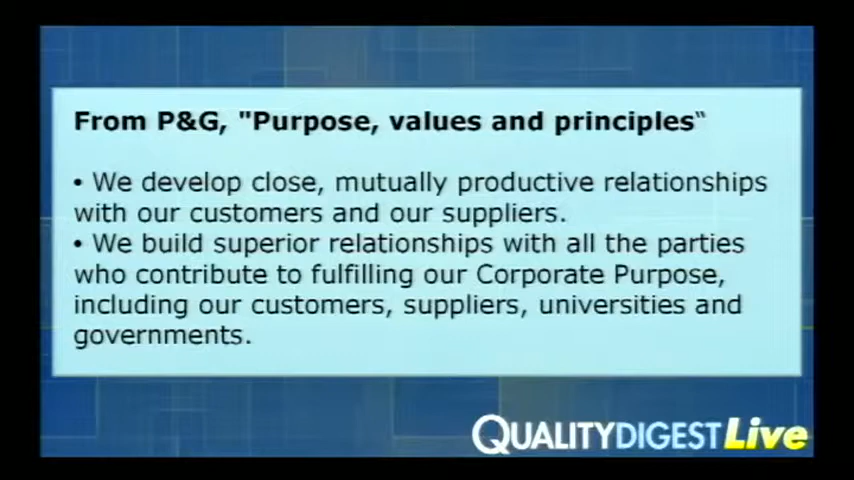 From P&G, "Purpose, values and principles“
• We develop close, mutually productive relationships
with our customers and our suppliers.
• We build superior relationships with all the parties
who contribute to fulfilling our Corporate Purpose,
including our customers, suppliers, universities and
governments.
QUALITYDIGESTLive